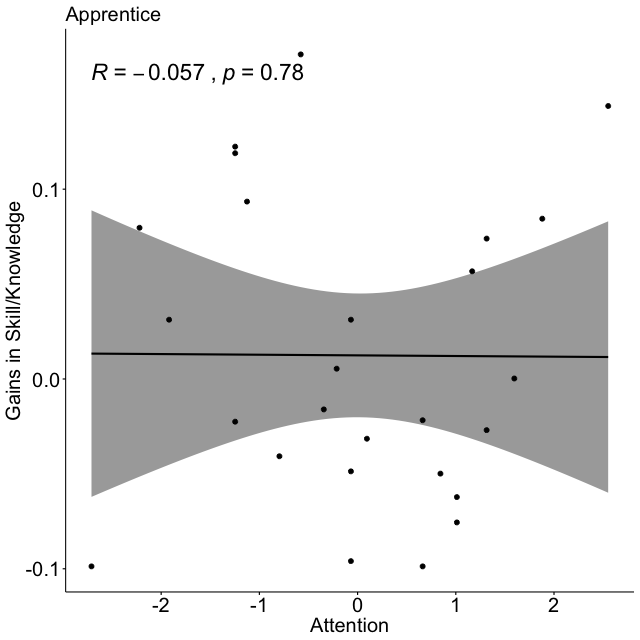 Apprentice
R = −0.057 , p = 0.78
Gains in Skill/Knowledge
0.1
0.0
-0.1
-2 -1 0 1 2
Attention